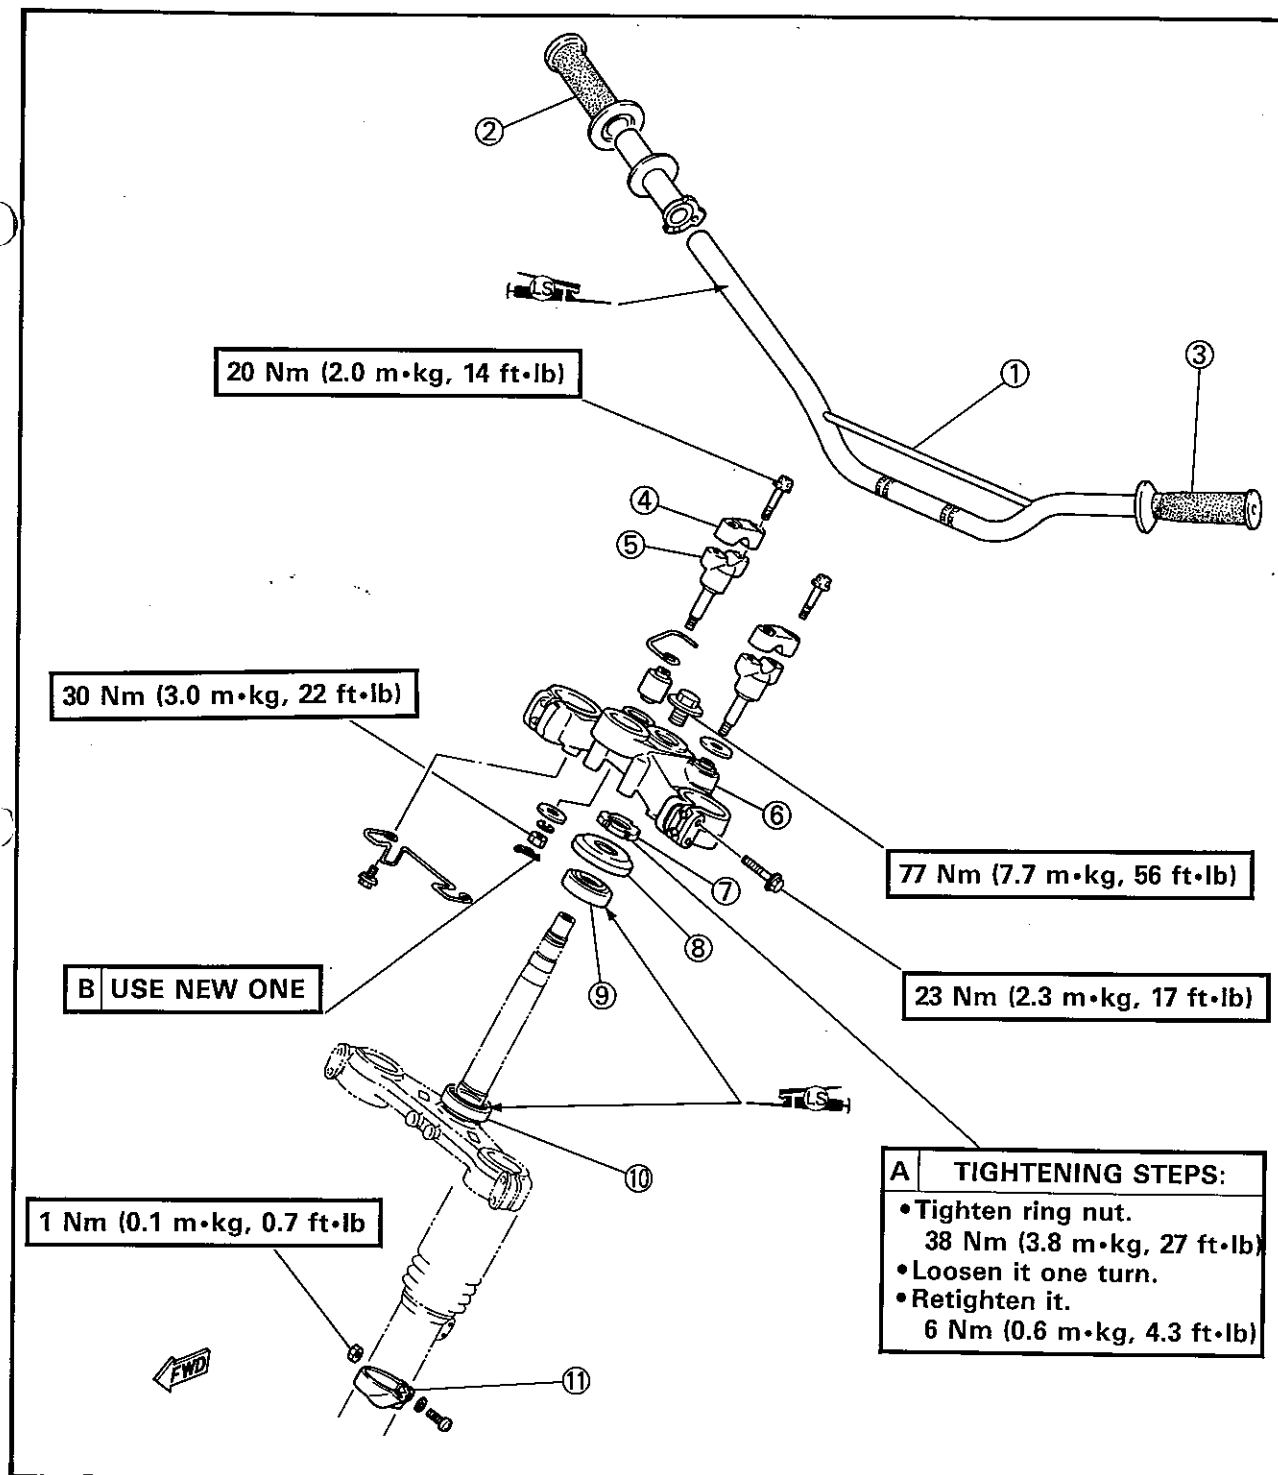 ②
LS
20 Nm (2.0 m•kg, 14 ft•lb)
①
③
④
⑤
30 Nm (3.0 m•kg, 22 ft•lb)
⑥
77 Nm (7.7 m•kg, 56 ft•lb)
⑦
⑧
⑨
B USE NEW ONE
23 Nm (2.3 m•kg, 17 ft•lb)
LS
⑩
A TIGHTENING STEPS:
•Tighten ring nut.
38 Nm (3.8 m•kg, 27 ft•lb)
•Loosen it one turn.
•Retighten it.
6 Nm (0.6 m•kg, 4.3 ft•lb)
1 Nm (0.1 m•kg, 0.7 ft•lb
FWD
⑪